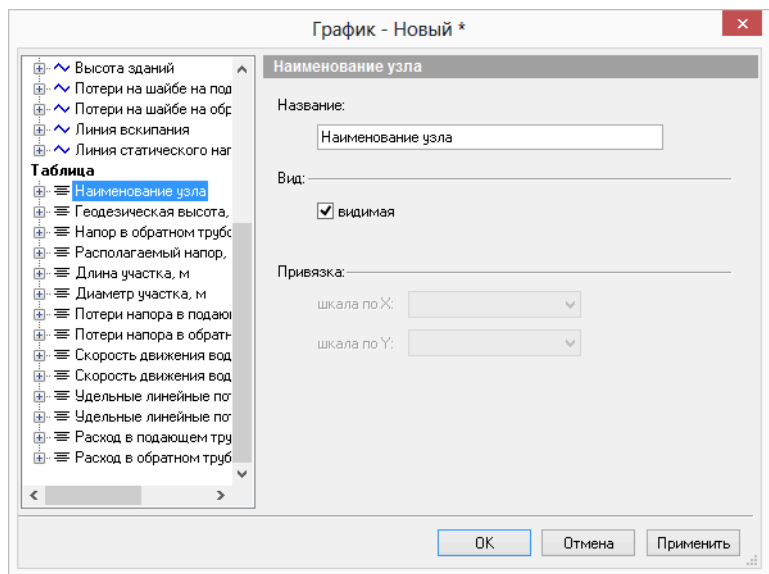 График - Новый *
Высота зданий
Потери на шайбе на под
Потери на шайбе на обр
Линия вскипания
Линия статического наг
Таблица
Наименование узла
Геодезическая высота,
Напор в обратном трубо
Располагаемый напор,
Длина участка, м
Диаметр участка, м
Потери напора в подаю
Потери напора в обратн
Скорость движения вод
Скорость движения вод
Удельные линейные по
Удельные линейные по
Расход в подающем тру
Расход в обратном труб
Наименование узла
Название:
Наименование узла
Вид:
видимая
Привязка:
шкала по X:
шкала по Y:
OK
Отмена
Применить